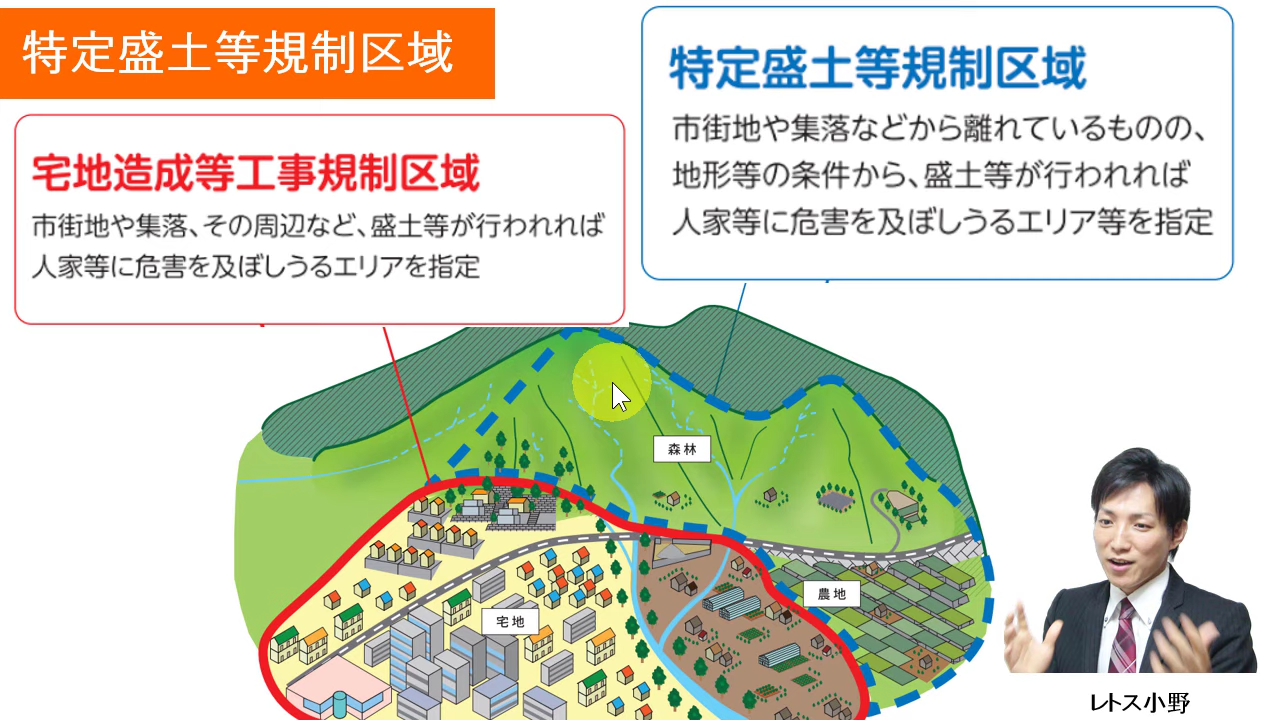 特定盛土等規制区域
宅地造成等工事規制区域
市街地や集落、その周辺など、盛土等が行われれば
人家等に危害を及ぼしうるエリアを指定
特定盛土等規制区域
市街地や集落などから離れているものの、
地形等の条件から、盛土等が行われれば
人家等に危害を及ぼしうるエリア等を指定
森林
農地
宅地
レトス小野